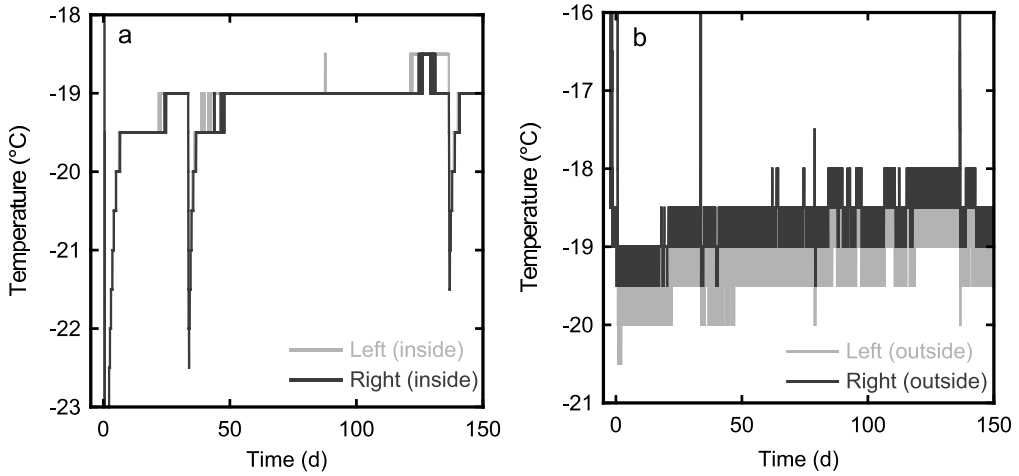 a
Temperature (°C)
-18
-19
-20
-21
-22
-23
0
50
100
150
Time (d)
Left (inside)
Right (inside)
b
Temperature (°C)
-16
-17
-18
-19
-20
-21
0
50
100
150
Time (d)
Left (outside)
Right (outside)